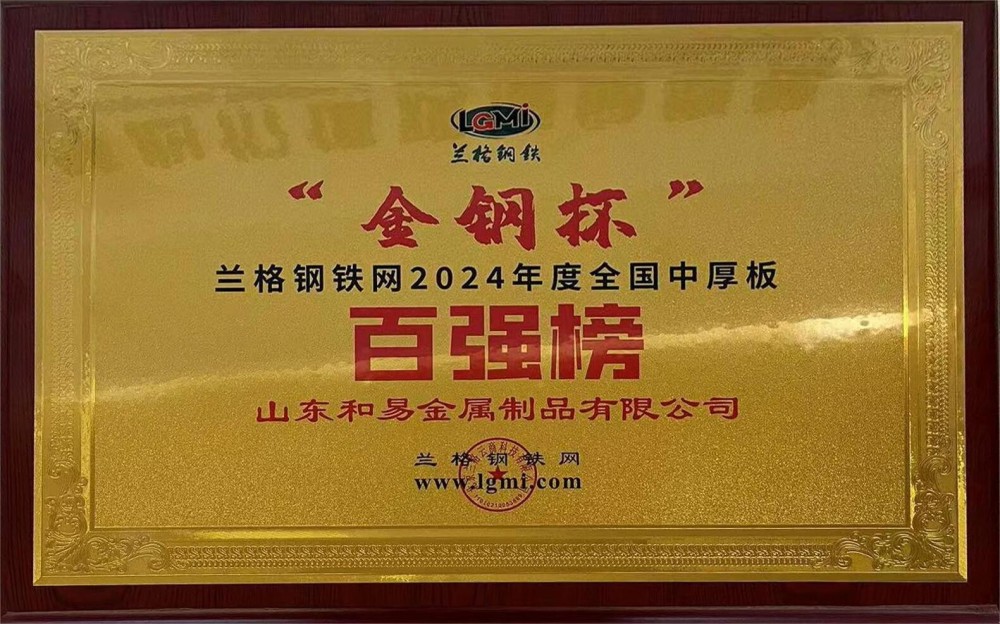 LGMi
兰格钢铁
“金钢杯”
兰格钢铁网2024年度全国中厚板
百强榜
山东和易金属制品有限公司
兰格钢铁网
www.lgmi.com